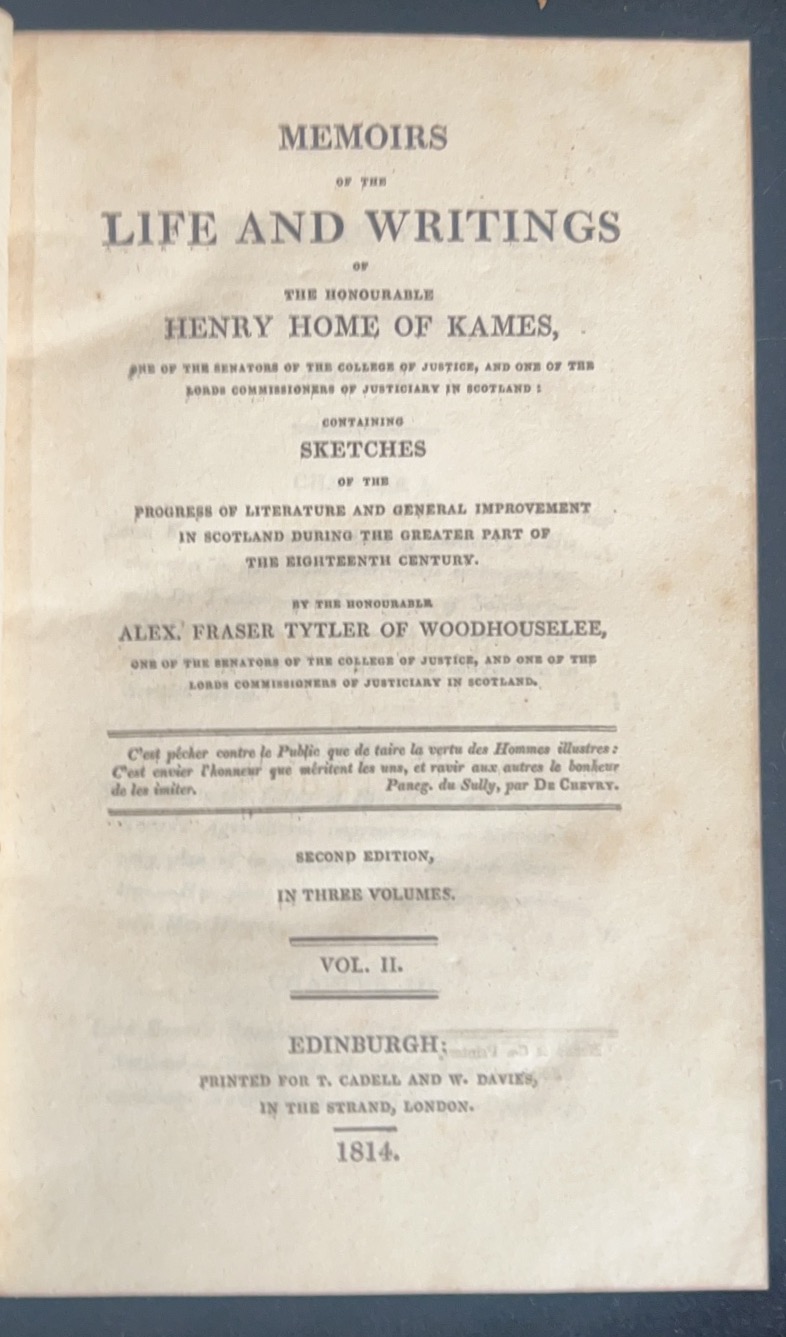 MEMOIRS
OF THE
LIFE AND WRITINGS
OF
THE HONOURABLE
HENRY HOME OF KAMES,
ONE OF THE SENATORS OF THE COLLEGE OF JUSTICE, AND ONE OF THE
LORDS COMMISSIONERS OF JUSTICIARY IN SCOTLAND:
CONTAINING
SKETCHES
OF THE
PROGRESS OF LITERATURE AND GENERAL IMPROVEMENT
IN SCOTLAND DURING THE GREATER PART OF
THE EIGHTEENTH CENTURY.
BY THE HONOURABLE
ALEX. FRASER TYTLER OF WOODHOUSELEE,
ONE OF THE SENATORS OF THE COLLEGE OF JUSTICE, AND ONE OF THE
LORDS COMMISSIONERS OF JUSTICIARY IN SCOTLAND.
C'est pécher contre le Public que de taire la vertu des Hommes illustres:
C'est envier l'honneur que méritent les uns, et ravir aux autres le bonheur
de les imiter. Paneg. du Sully, par DE CHEVRY.
SECOND EDITION,
IN THREE VOLUMES.
VOL. II.
EDINBURGH:
PRINTED FOR T. CADELL AND W. DAVIES,
IN THE STRAND, LONDON.
1814.